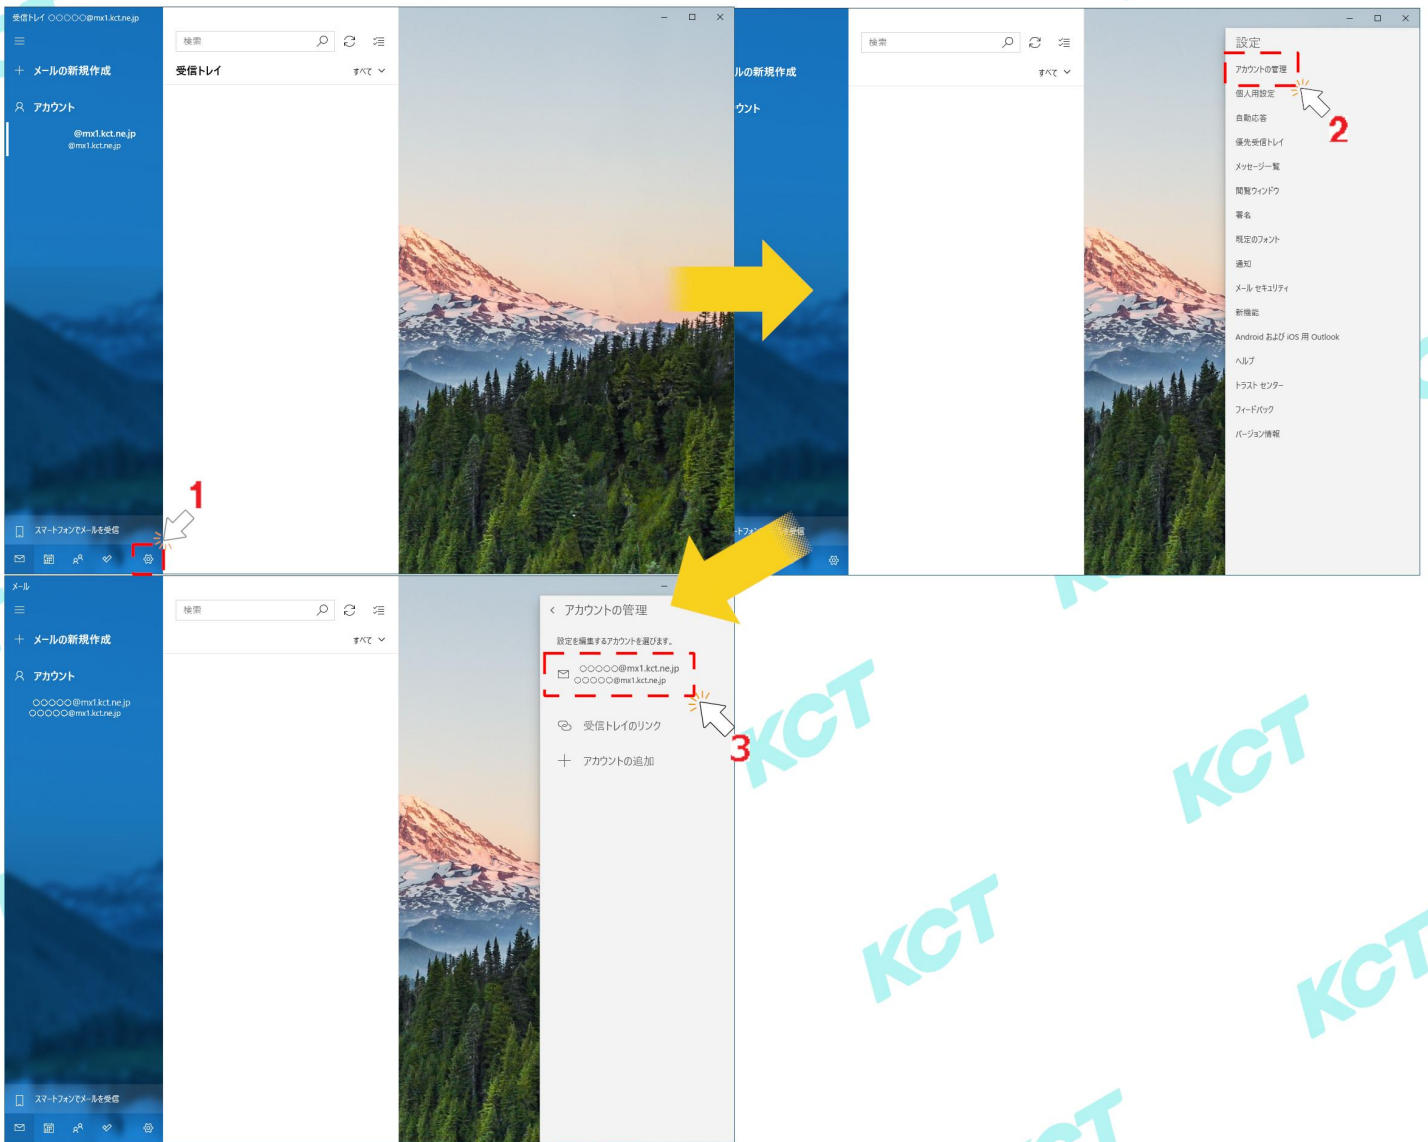 受信トレイ 〇〇〇〇〇@mx1.kct.ne.jp
検索
メールの新規作成
受信トレイ
すべて
アカウント
@mx1.kct.ne.jp
@mx1.kct.ne.jp
1
スマートフォンでメールを受信
検索
ルの新規作成
すべて
ウント
設定
アカウントの管理
個人用設定
2
自動応答
優先受信トレイ
メッセージ一覧
閲覧ウィンドウ
署名
既定のフォント
通知
メール セキュリティ
新機能
Android および iOS 用 Outlook
ヘルプ
トラスト センター
フィードバック
バージョン情報
メール
検索
メールの新規作成
すべて
アカウント
〇〇〇〇〇@mx1.kct.ne.jp
〇〇〇〇〇@mx1.kct.ne.jp
アカウントの管理
設定を編集するアカウントを選びます。
〇〇〇〇〇@mx1.kct.ne.jp
〇〇〇〇〇@mx1.kct.ne.jp
3
受信トレイのリンク
アカウントの追加
スマートフォンでメールを受信
KCT
KCT
KCT
KCT